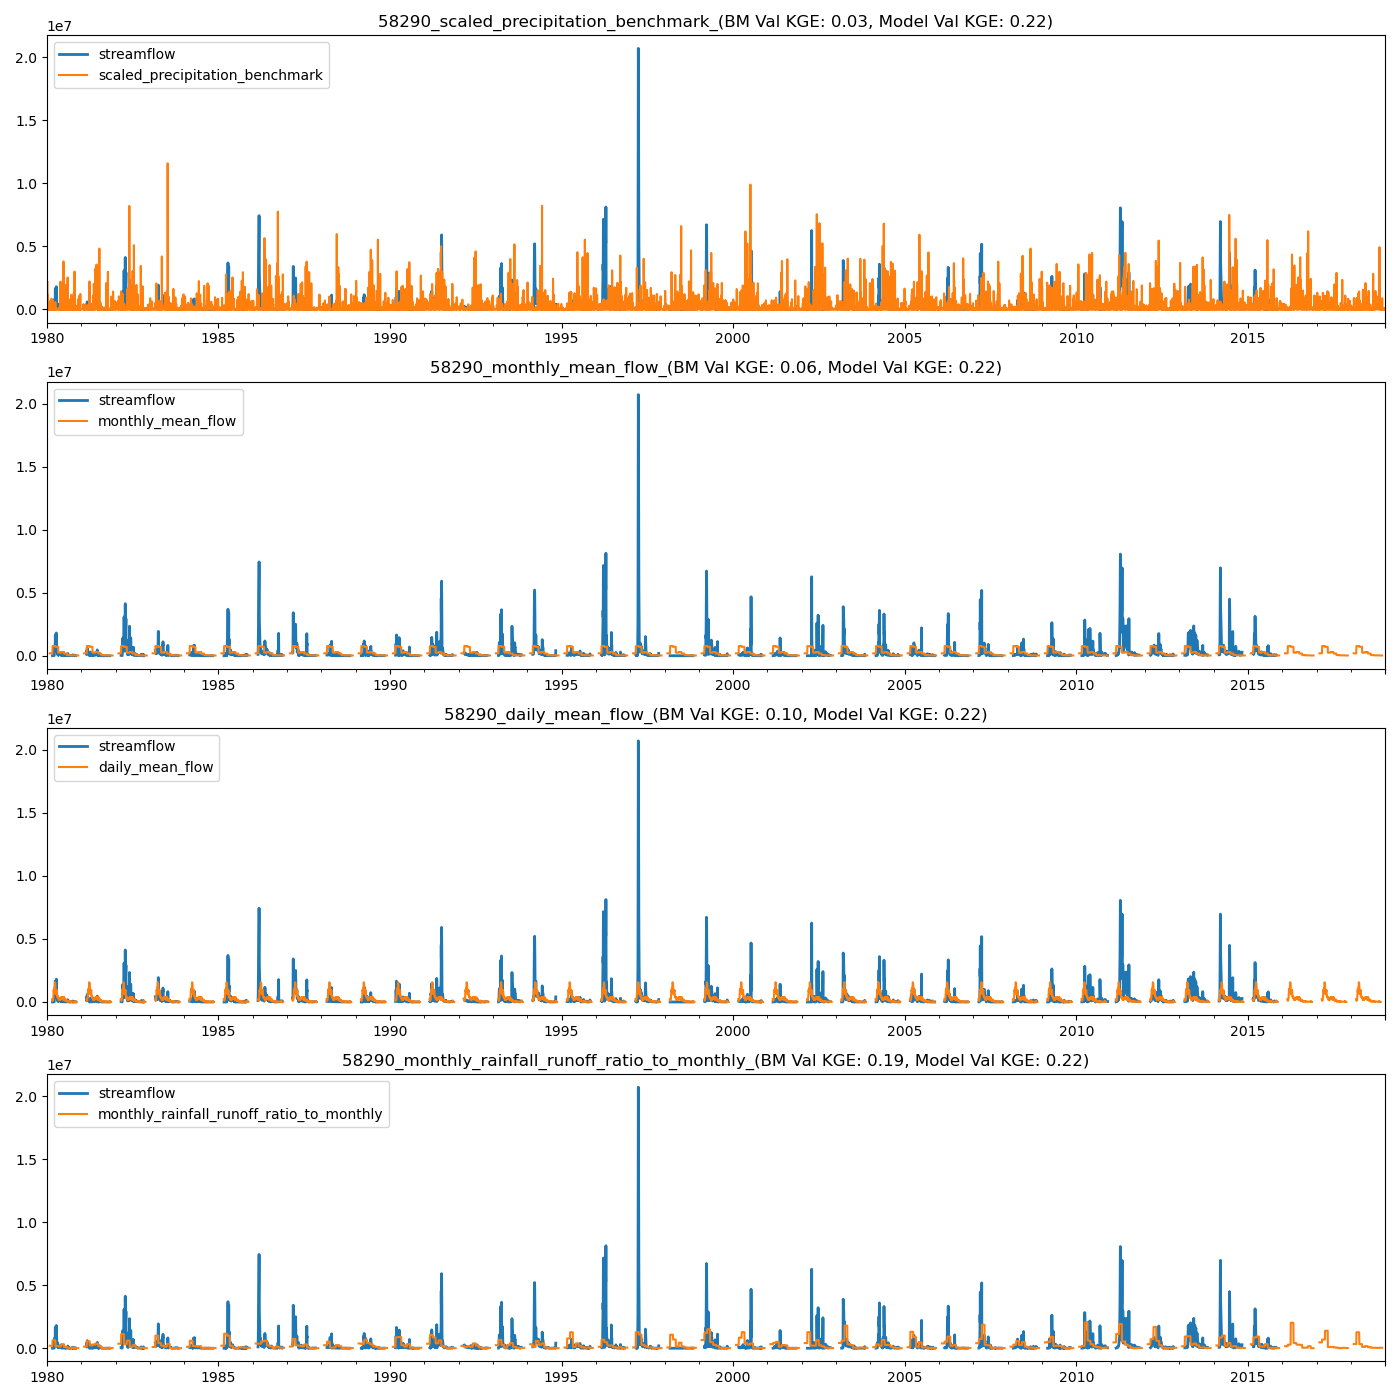 58290_scaled_precipitation_benchmark_(BM Val KGE: 0.03, Model Val KGE: 0.22)
1e7
streamflow
scaled_precipitation_benchmark
2.0
1.5
1.0
0.5
0.0
1980 1985 1990 1995 2000 2005 2010 2015
58290_monthly_mean_flow_(BM Val KGE: 0.06, Model Val KGE: 0.22)
1e7
streamflow
monthly_mean_flow
2.0
1.5
1.0
0.5
0.0
1980 1985 1990 1995 2000 2005 2010 2015
58290_daily_mean_flow_(BM Val KGE: 0.10, Model Val KGE: 0.22)
1e7
streamflow
daily_mean_flow
2.0
1.5
1.0
0.5
0.0
1980 1985 1990 1995 2000 2005 2010 2015
58290_monthly_rainfall_runoff_ratio_to_monthly_(BM Val KGE: 0.19, Model Val KGE: 0.22)
1e7
streamflow
monthly_rainfall_runoff_ratio_to_monthly
2.0
1.5
1.0
0.5
0.0
1980 1985 1990 1995 2000 2005 2010 2015